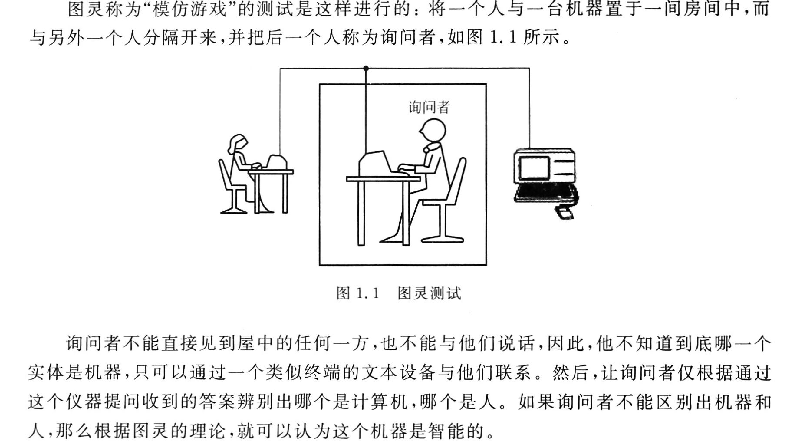 图灵称为“模仿游戏”的测试是这样进行的：将一个人与一台机器置于一间房间中，而
与另外一个人分隔开来，并把后一个人称为询问者，如图 1.1 所示。
询问者
图 1.1 图灵测试
询问者不能直接见到屋中的任何一方，也不能与他们说话，因此，他不知道到底哪一个
实体是机器，只可以通过一个类似终端的文本设备与他们联系。然后，让询问者仅根据通过
这个仪器提问收到的答案辨别出哪个是计算机，哪个是人。如果询问者不能区别出机器和
人，那么根据图灵的理论，就可以认为这个机器是智能的。